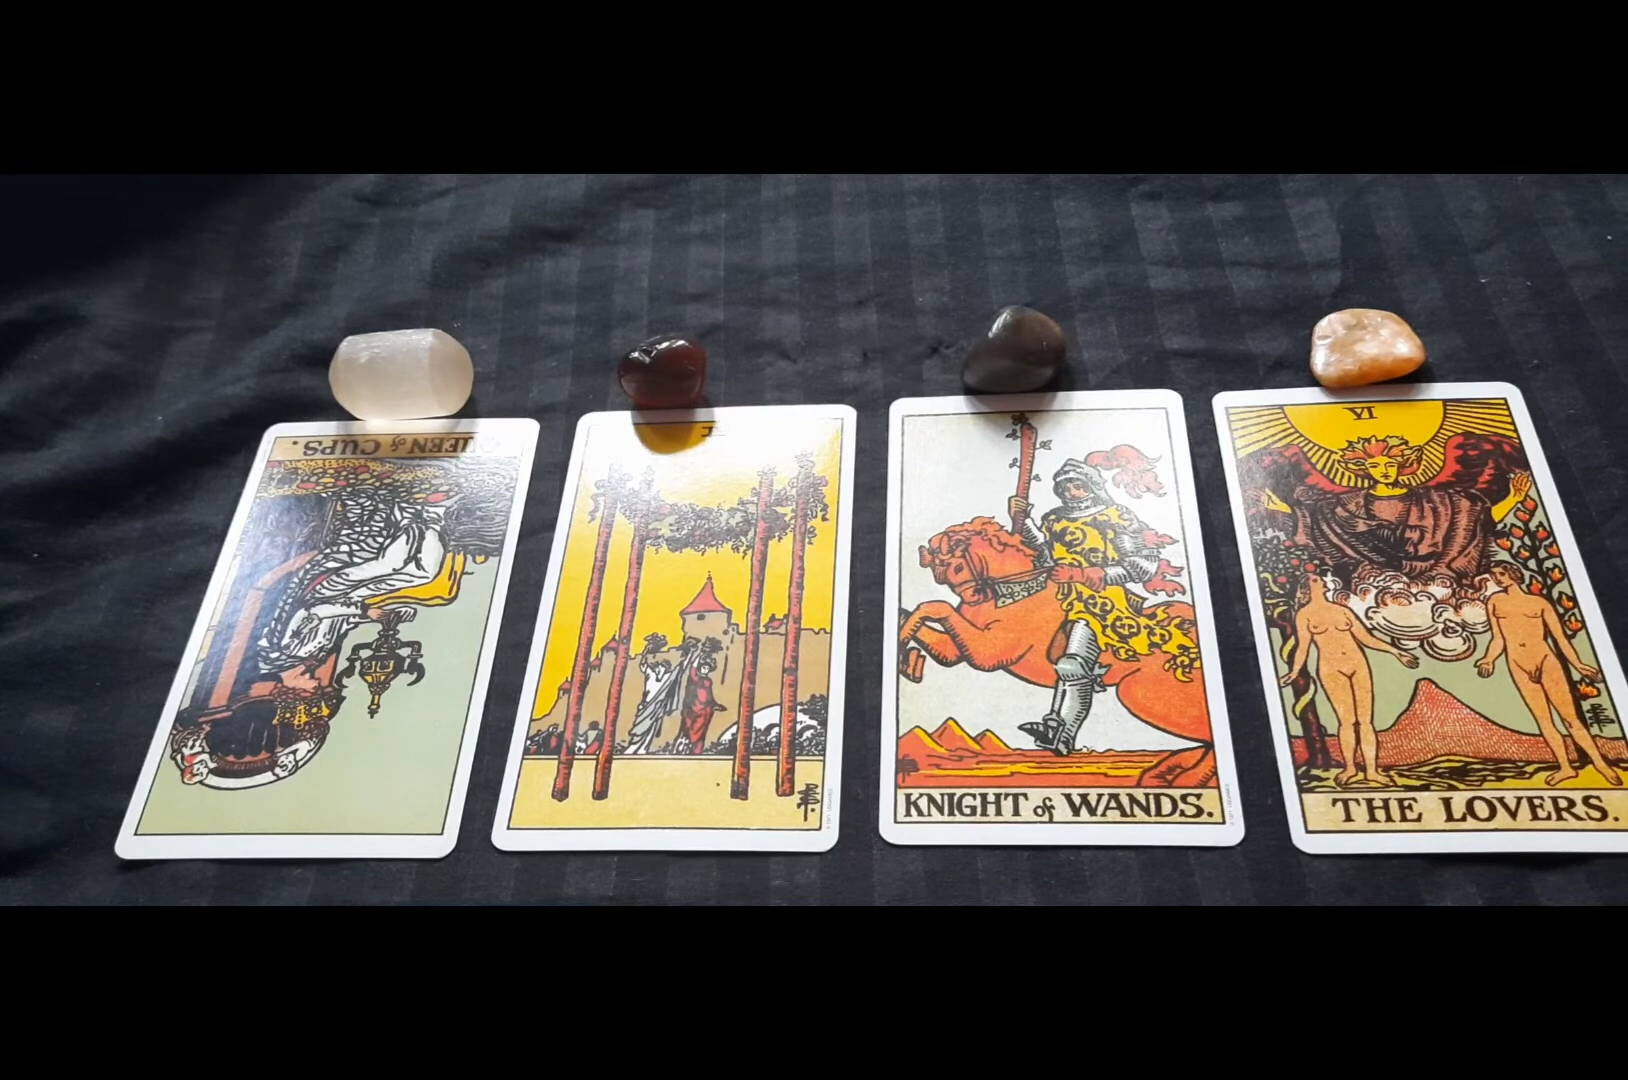 QUEEN of CUPS.
KNIGHT of WANDS.
VI
THE LOVERS.